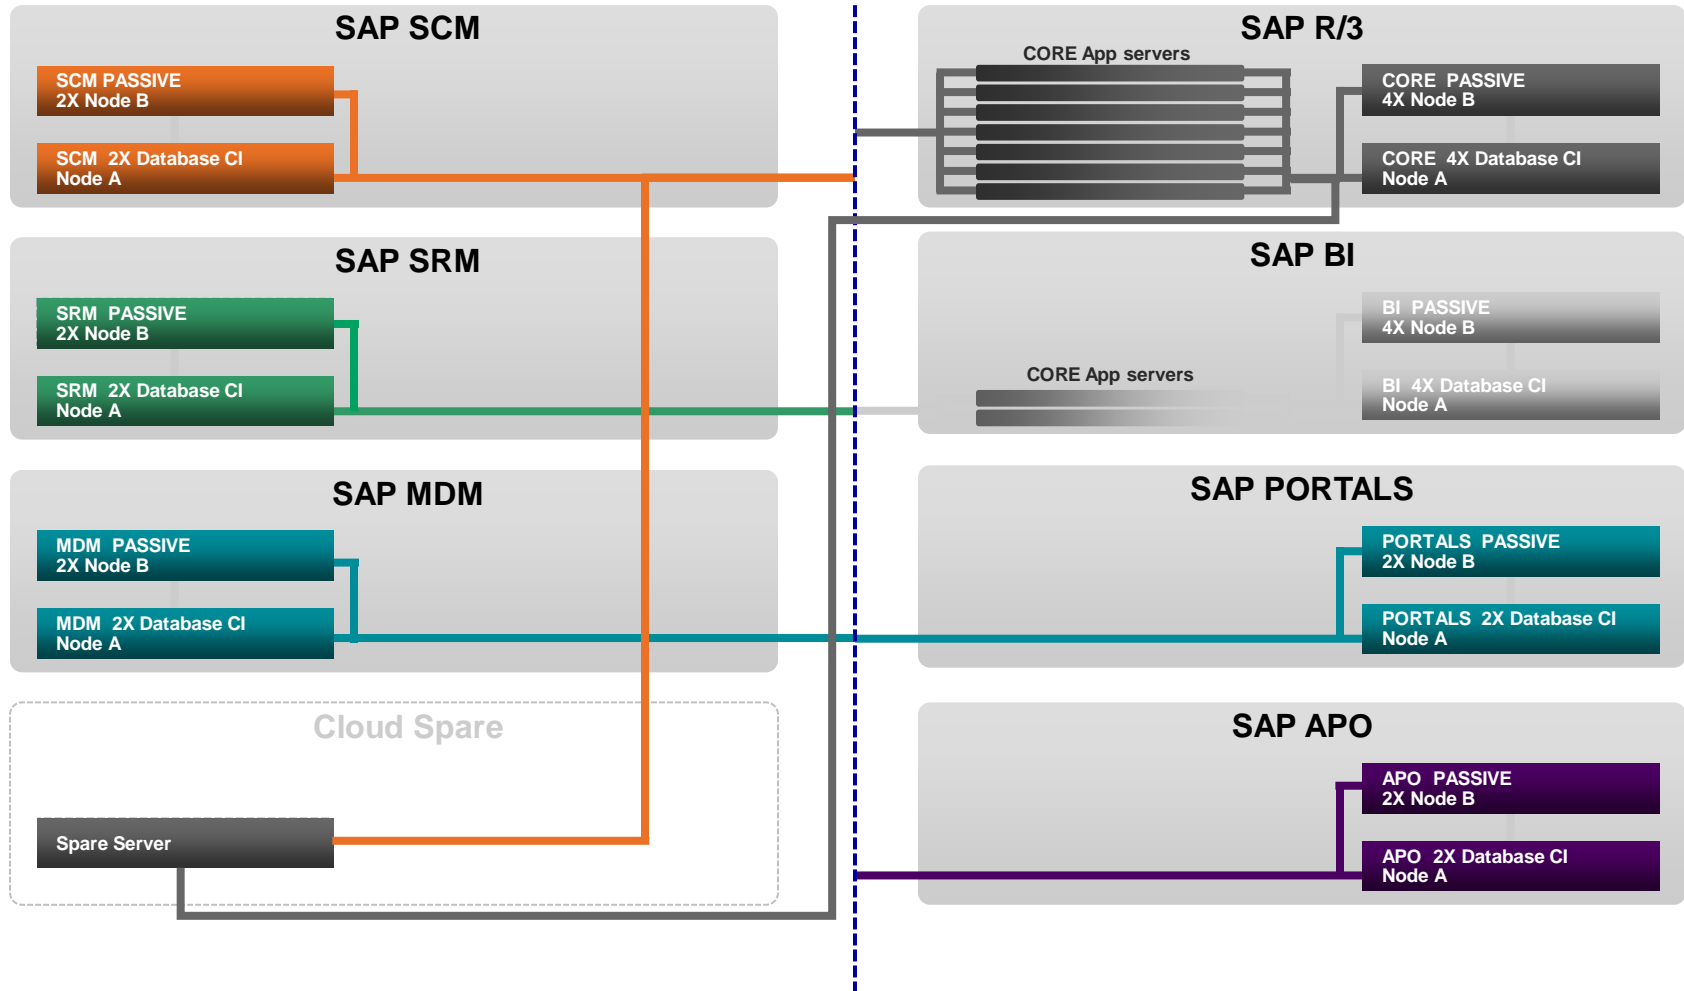 SAP SCM
SCM PASSIVE
2X Node B
SCM 2X Database CI
Node A
SAP SRM
SRM PASSIVE
2X Node B
SRM 2X Database CI
Node A
SAP MDM
MDM PASSIVE
2X Node B
MDM 2X Database CI
Node A
Cloud Spare
Spare Server
SAP R/3
CORE App servers
CORE PASSIVE
4X Node B
CORE 4X Database CI
Node A
SAP BI
BI PASSIVE
4X Node B
CORE App servers
BI 4X Database CI
Node A
SAP PORTALS
PORTALS PASSIVE
2X Node B
PORTALS 2X Database CI
Node A
SAP APO
APO PASSIVE
2X Node B
APO 2X Database CI
Node A